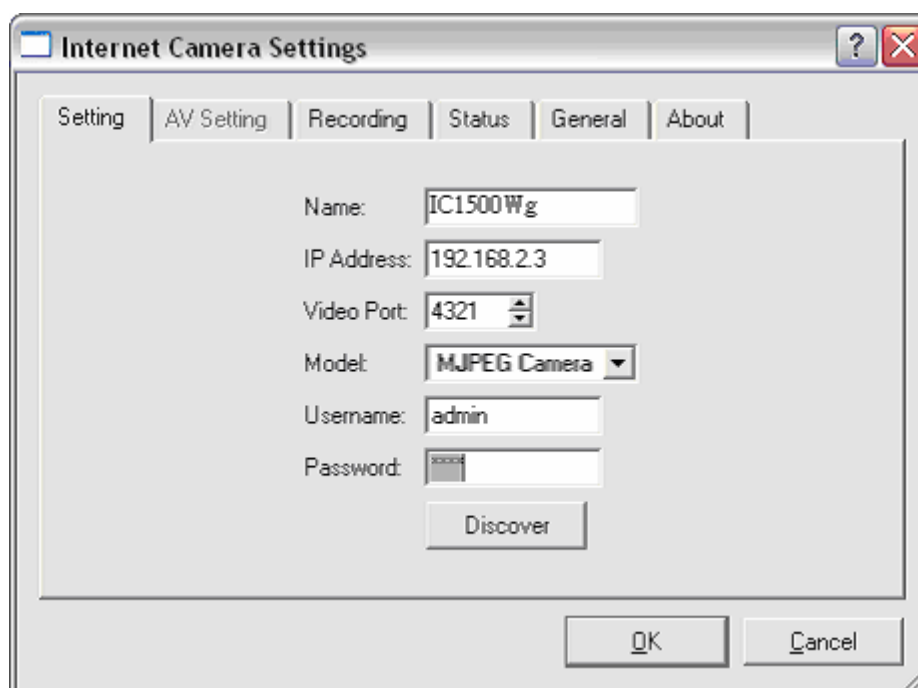 Internet Camera Settings
Setting AV Setting Recording Status General About
Name: IC1500Wg
IP Address: 192.168.2.3
Video Port: 4321
Model: MJPEG Camera
Username: admin
Password: ****
Discover
OK Cancel